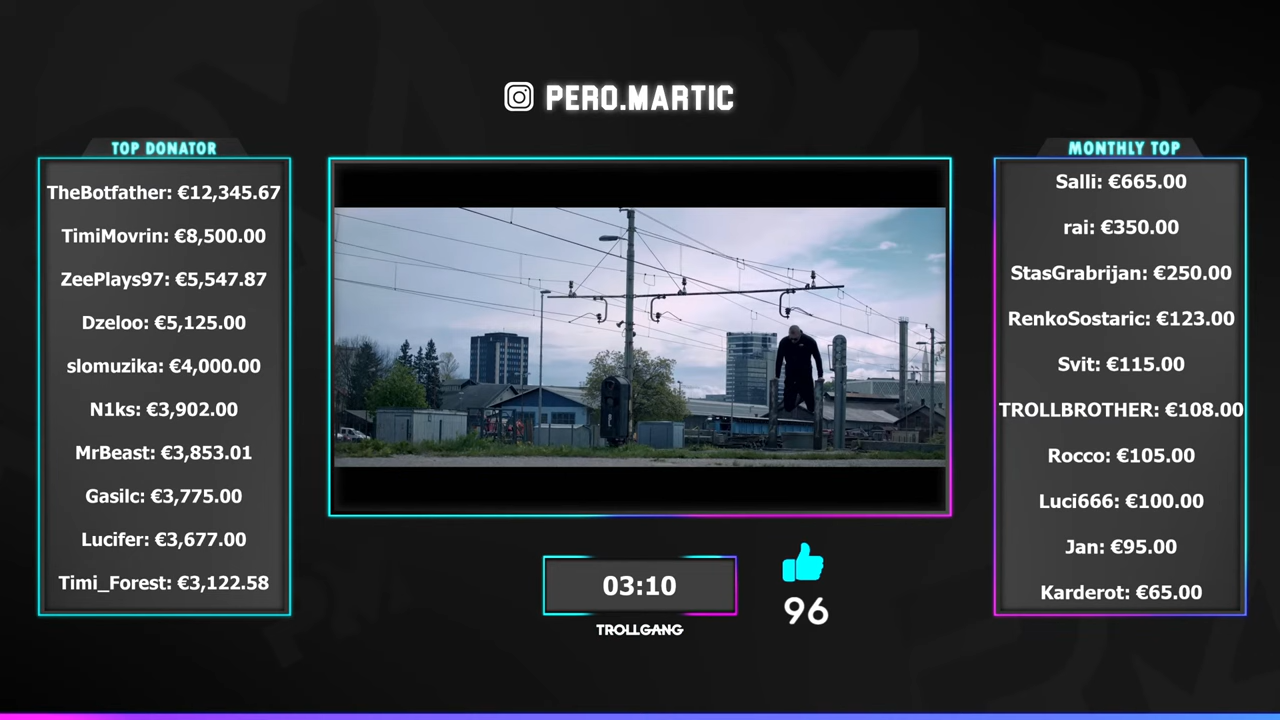 PERO.MARTIC
TOP DONATOR
TheBotfather: €12,345.67
TimiMovrin: €8,500.00
ZeePlays97: €5,547.87
Dzeloo: €5,125.00
slomuzika: €4,000.00
N1ks: €3,902.00
MrBeast: €3,853.01
Gasilc: €3,775.00
Lucifer: €3,677.00
Timi_Forest: €3,122.58
MONTHLY TOP
Salli: €665.00
rai: €350.00
StasGrabrijan: €250.00
RenkoSostaric: €123.00
Svit: €115.00
TROLLBROTHER: €108.00
Rocco: €105.00
Luci666: €100.00
Jan: €95.00
Karderot: €65.00
03:10
96
TROLLGANG